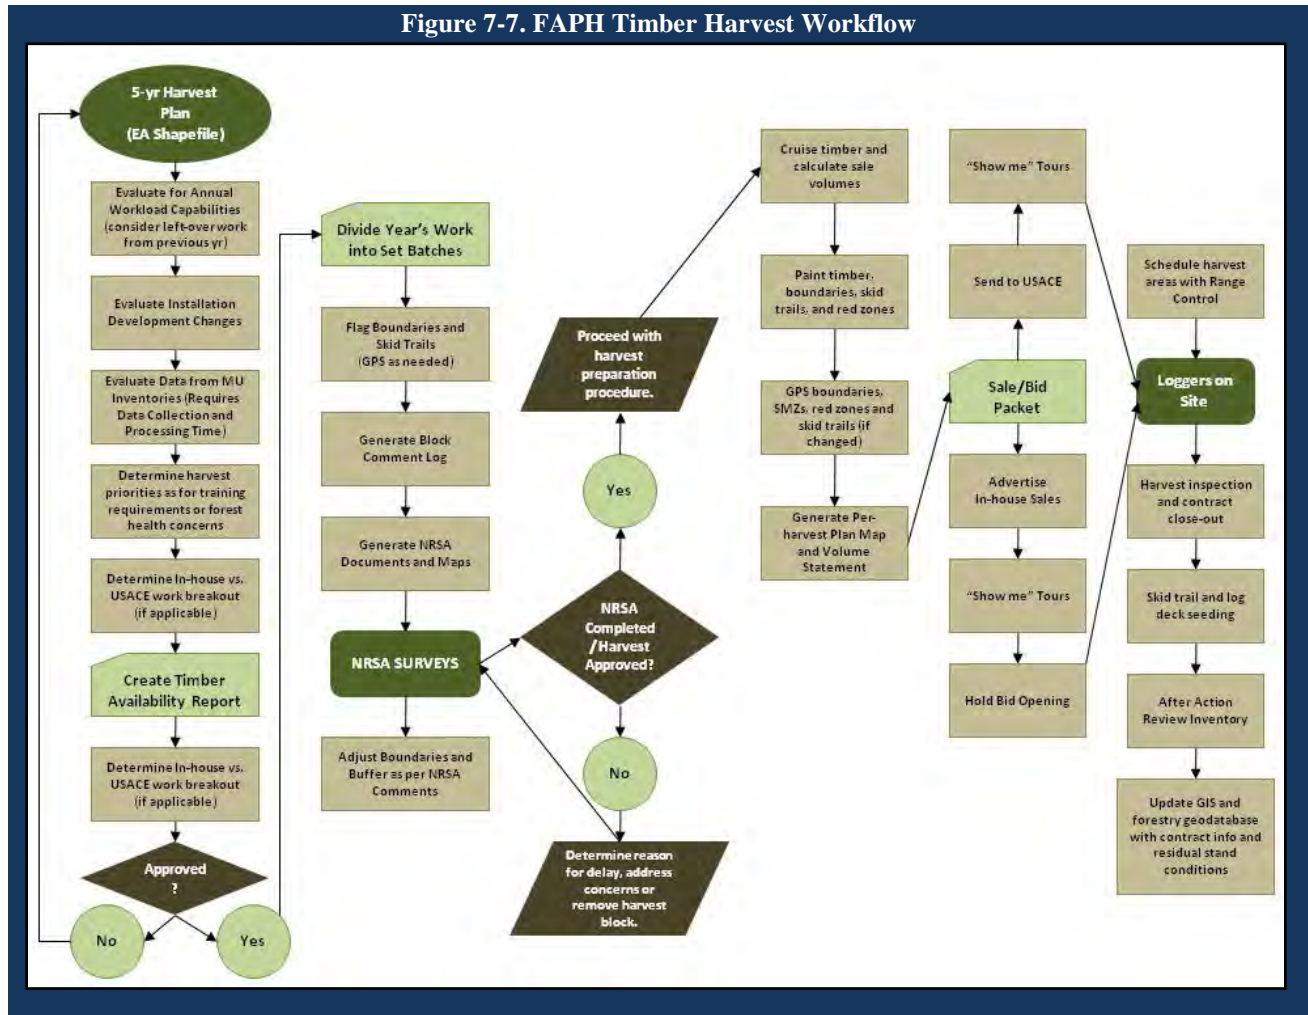 Figure 7-7. FAPH Timber Harvest Workflow
5-yr Harvest
Plan
(EA Shapefile)
Evaluate for Annual
Workload Capabilities
(consider left-over work
from previous yr)
Evaluate Installation
Development Changes
Evaluate Data from MU
Inventories (Requires
Data Collection and
Processing Time)
Determine harvest
priorities as for training
requirements or forest
health concerns
Determine In-house vs.
USACE work breakout
(if applicable)
Create Timber
Availability Report
Determine In-house vs.
USACE work breakout
(if applicable)
Approved
?
No
Yes
Divide Year's Work
into Set Batches
Flag Boundaries and
Skid Trails
(GPS as needed)
Generate Block
Comment Log
Generate NRSA
Documents and Maps
NRSA SURVEYS
Adjust Boundaries and
Buffer as per NRSA
Comments
Proceed with
harvest
preparation
procedure.
Yes
NRSA
Completed
/Harvest
Approved?
No
Determine reason
for delay, address
concerns or
remove harvest
block.
Cruise timber and
calculate sale
volumes
Paint timber,
boundaries, skid
trails, and red zones
GPS boundaries,
SMZs, red zones and
skid trails (if
changed)
Generate Per-
harvest Plan Map
and Volume
Statement
"Show me" Tours
Send to USACE
Sale/Bid
Packet
Advertise
In-house Sales
"Show me" Tours
Hold Bid Opening
Schedule harvest
areas with Range
Control
Loggers on
Site
Harvest inspection
and contract
close-out
Skid trail and log
deck seeding
After Action
Review Inventory
Update GIS and
forestry geodatabase
with contract info and
residual stand
conditions